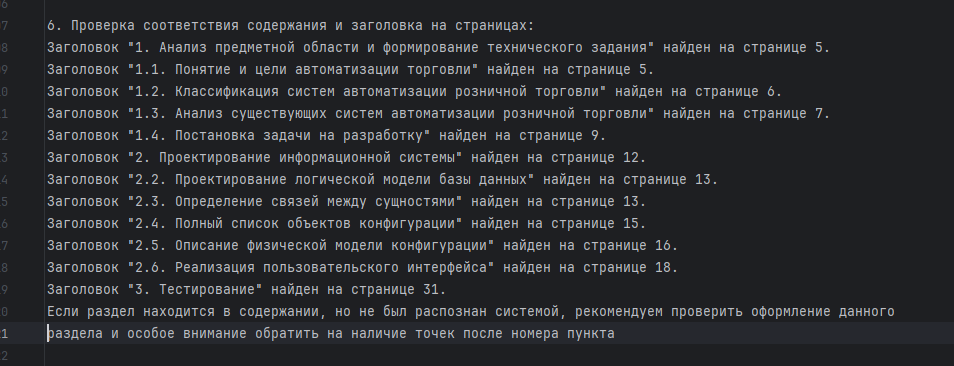 6. Проверка соответствия содержания и заголовка на страницах:
Заголовок "1. Анализ предметной области и формирование технического задания" найден на странице 5.
Заголовок "1.1. Понятие и цели автоматизации торговли" найден на странице 5.
Заголовок "1.2. Классификация систем автоматизации розничной торговли" найден на странице 6.
Заголовок "1.3. Анализ существующих систем автоматизации розничной торговли" найден на странице 7.
Заголовок "1.4. Постановка задачи на разработку" найден на странице 9.
Заголовок "2. Проектирование информационной системы" найден на странице 12.
Заголовок "2.2. Проектирование логической модели базы данных" найден на странице 13.
Заголовок "2.3. Определение связей между сущностями" найден на странице 13.
Заголовок "2.4. Полный список объектов конфигурации" найден на странице 15.
Заголовок "2.5. Описание физической модели конфигурации" найден на странице 16.
Заголовок "2.6. Реализация пользовательского интерфейса" найден на странице 18.
Заголовок "3. Тестирование" найден на странице 31.
Если раздел находится в содержании, но не был распознан системой, рекомендуем проверить оформление данного
раздела и особое внимание обратить на наличие точек после номера пункта